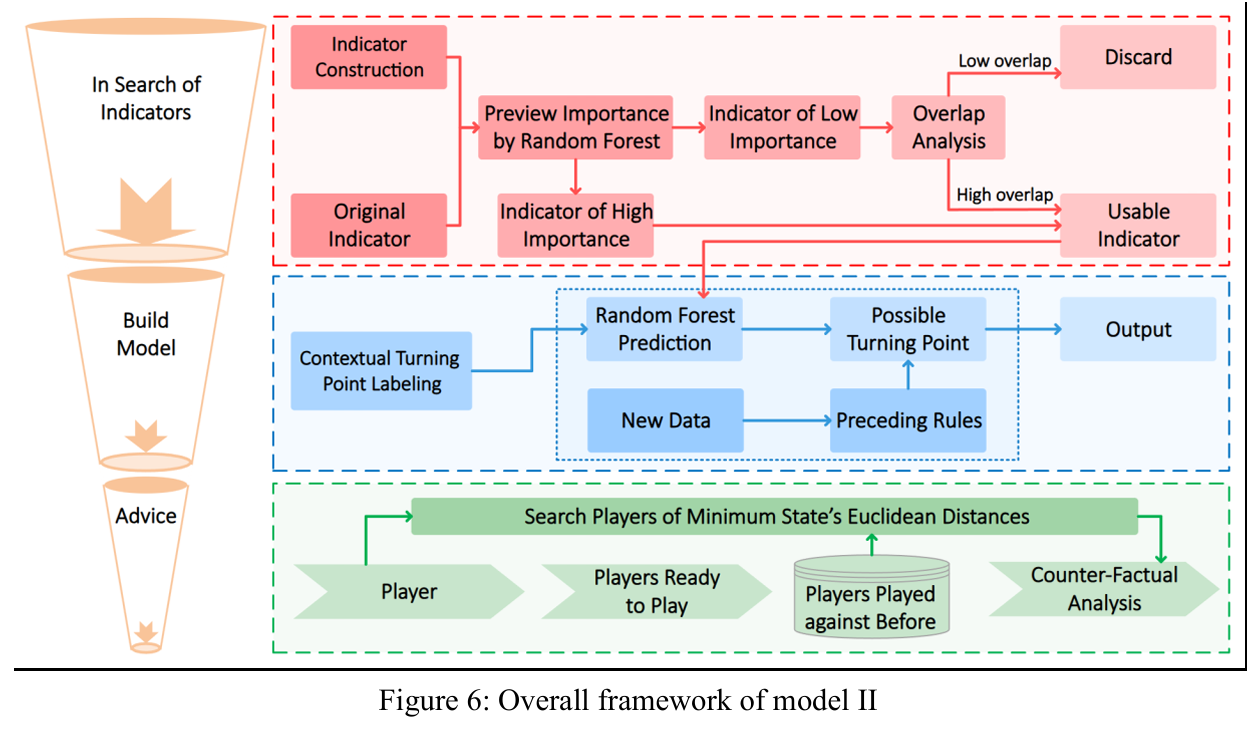 In Search of
Indicators
Indicator
Construction
Original
Indicator
Preview Importance
by Random Forest
Indicator of High
Importance
Indicator of Low
Importance
Overlap
Analysis
Low overlap
High overlap
Discard
Usable
Indicator
Build
Model
Contextual Turning
Point Labeling
Random Forest
Prediction
New Data
Possible
Turning Point
Preceding Rules
Output
Advice
Search Players of Minimum State’s Euclidean Distances
Player
Players Ready
to Play
Players Played
against Before
Counter-Factual
Analysis
Figure 6: Overall framework of model II